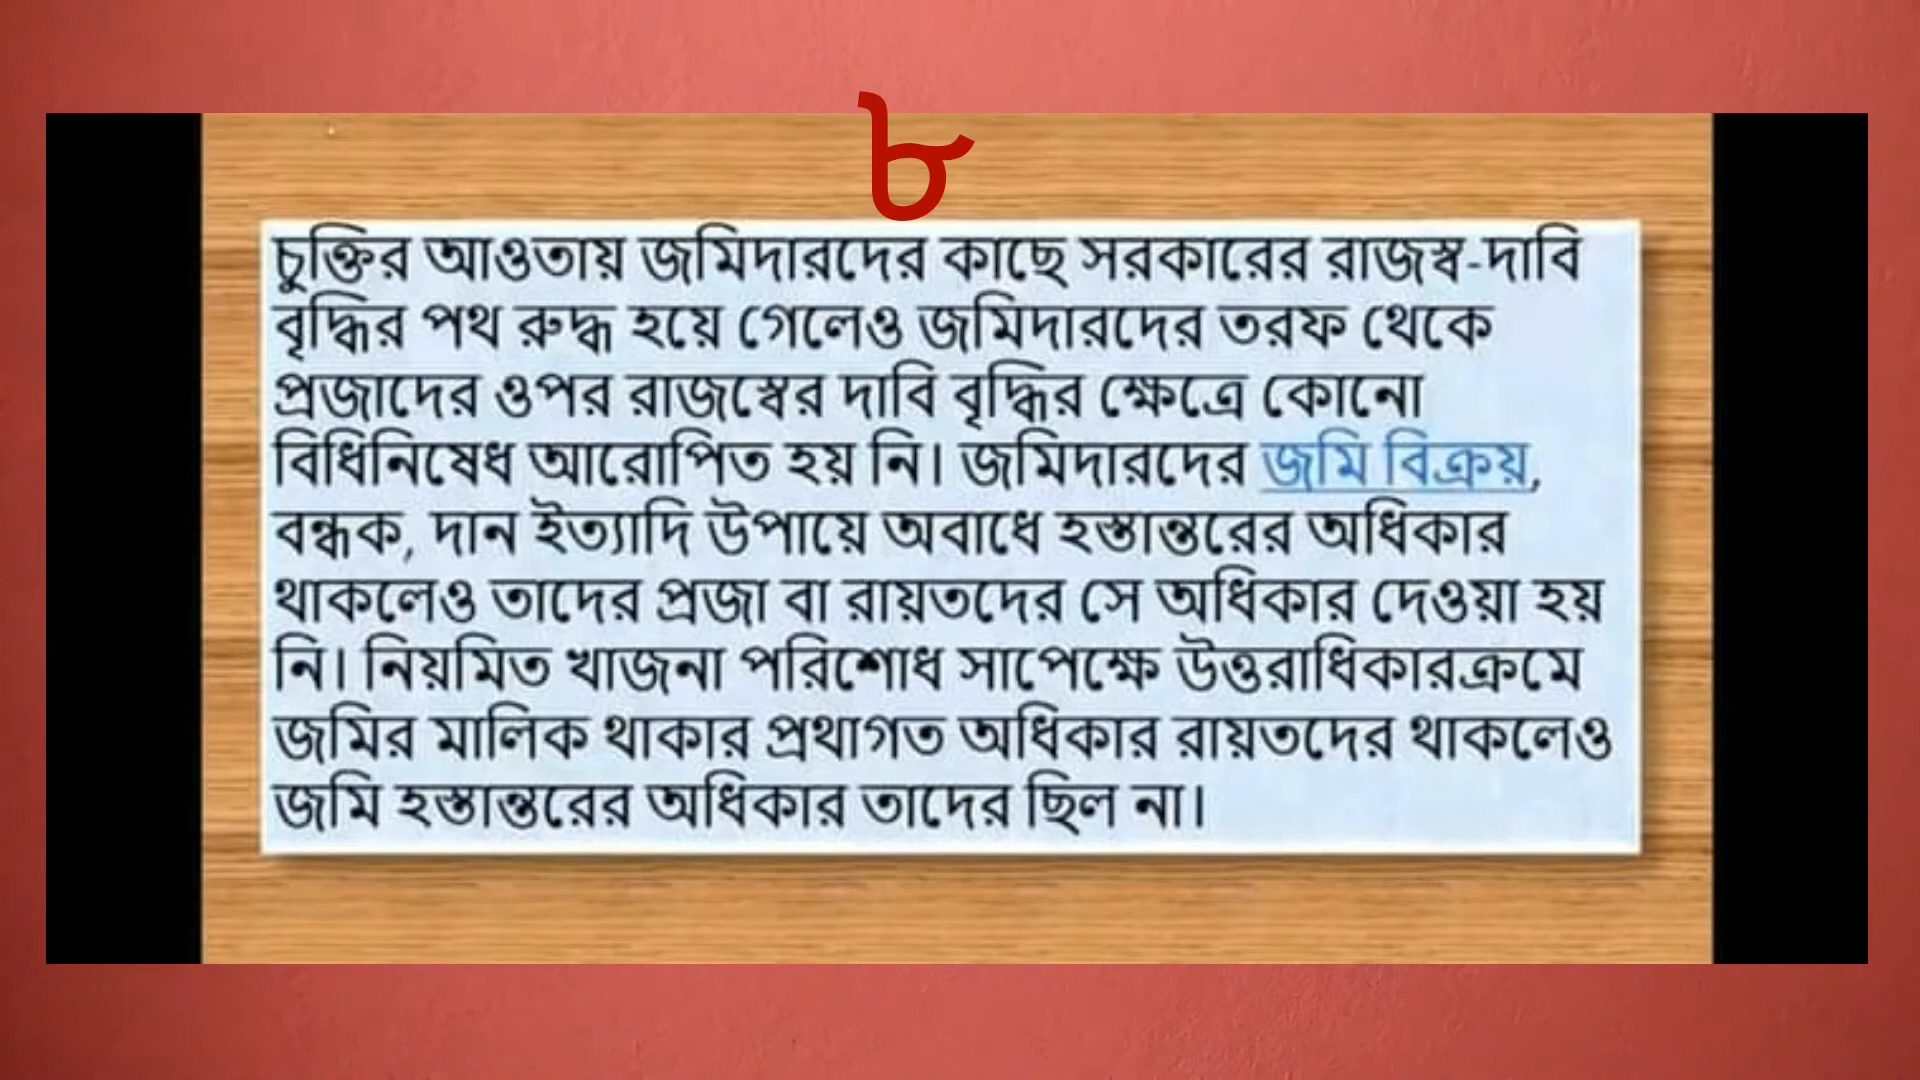 ৮
চুক্তির আওতায় জমিদারদের কাছে সরকারের রাজস্ব-দাবি
বৃদ্ধির পথ রুদ্ধ হয়ে গেলেও জমিদারদের তরফ থেকে
প্রজাদের ওপর রাজস্বের দাবি বৃদ্ধির ক্ষেত্রে কোনো
বিধিনিষেধ আরোপিত হয় নি। জমিদারদের জমি বিক্রয়,
বন্ধক, দান ইত্যাদি উপায়ে অবাধে হস্তান্তরের অধিকার
থাকলেও তাদের প্রজা বা রায়তদের সে অধিকার দেওয়া হয়
নি। নিয়মিত খাজনা পরিশোধ সাপেক্ষে উত্তরাধিকারক্রমে
জমির মালিক থাকার প্রথাগত অধিকার রায়তদের থাকলেও
জমি হস্তান্তরের অধিকার তাদের ছিল না।